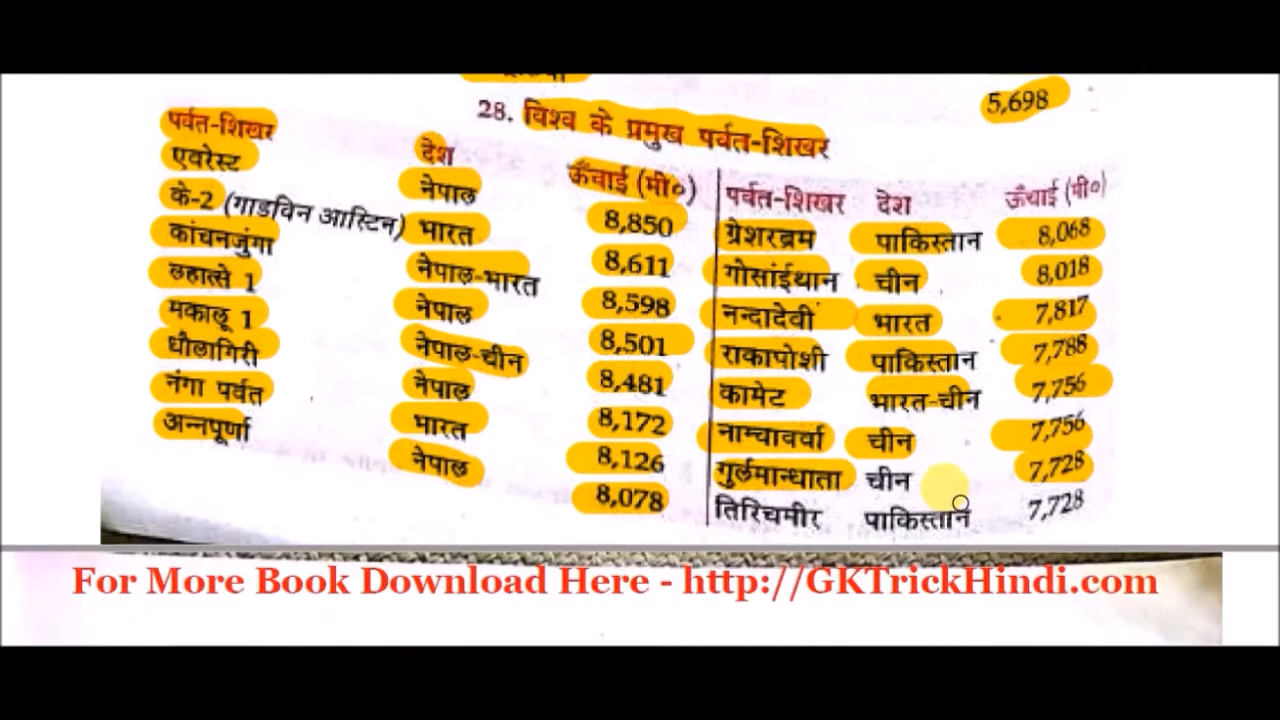 5,698
28. विश्व के प्रमुख पर्वत-शिखर
पर्वत-शिखर देश ऊँचाई (मी०)
एवरेस्ट नेपाल 8,850
के-2 (गाडविन आस्टिन) भारत 8,611
कांचनजुंगा नेपाल-भारत 8,598
ल्हात्से 1 नेपाल 8,501
मकालू 1 नेपाल-चीन 8,481
धौलागिरी नेपाल 8,172
नंगा पर्वत भारत 8,126
अन्नपूर्णा नेपाल 8,078
पर्वत-शिखर देश ऊँचाई (मी०)
ग्रेशरब्रम पाकिस्तान 8,068
गोसांईथान चीन 8,018
नन्दादेवी भारत 7,817
राकापोशी पाकिस्तान 7,788
कामेट भारत-चीन 7,756
नाम्चावर्वा चीन 7,756
गुर्लमान्धाता चीन 7,728
तिरिचमीर पाकिस्तान 7,728
For More Book Download Here - http://GKTrickHindi.com